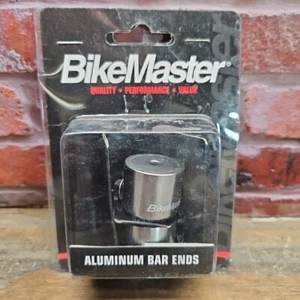 BikeMaster®
QUALITY • PERFORMANCE • VALUE
BikeMaster
ALUMINUM BAR ENDS